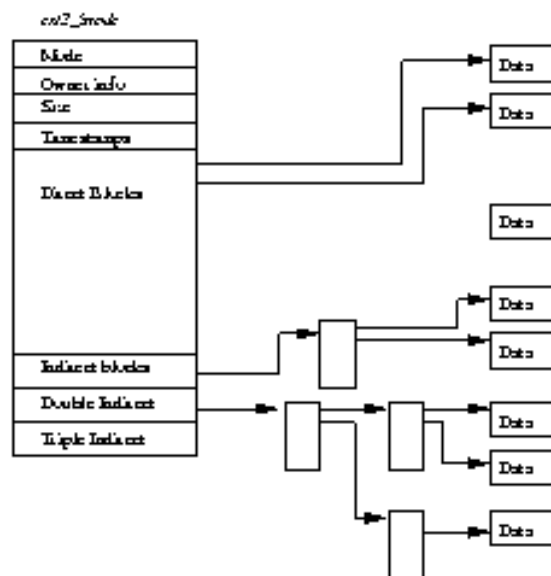 ext2_inode
Mode
Owner info
Size
Timestamps
Direct Blocks
Indirect blocks
Double Indirect
Triple Indirect
Data
Data
Data
Data
Data
Data
Data
Data